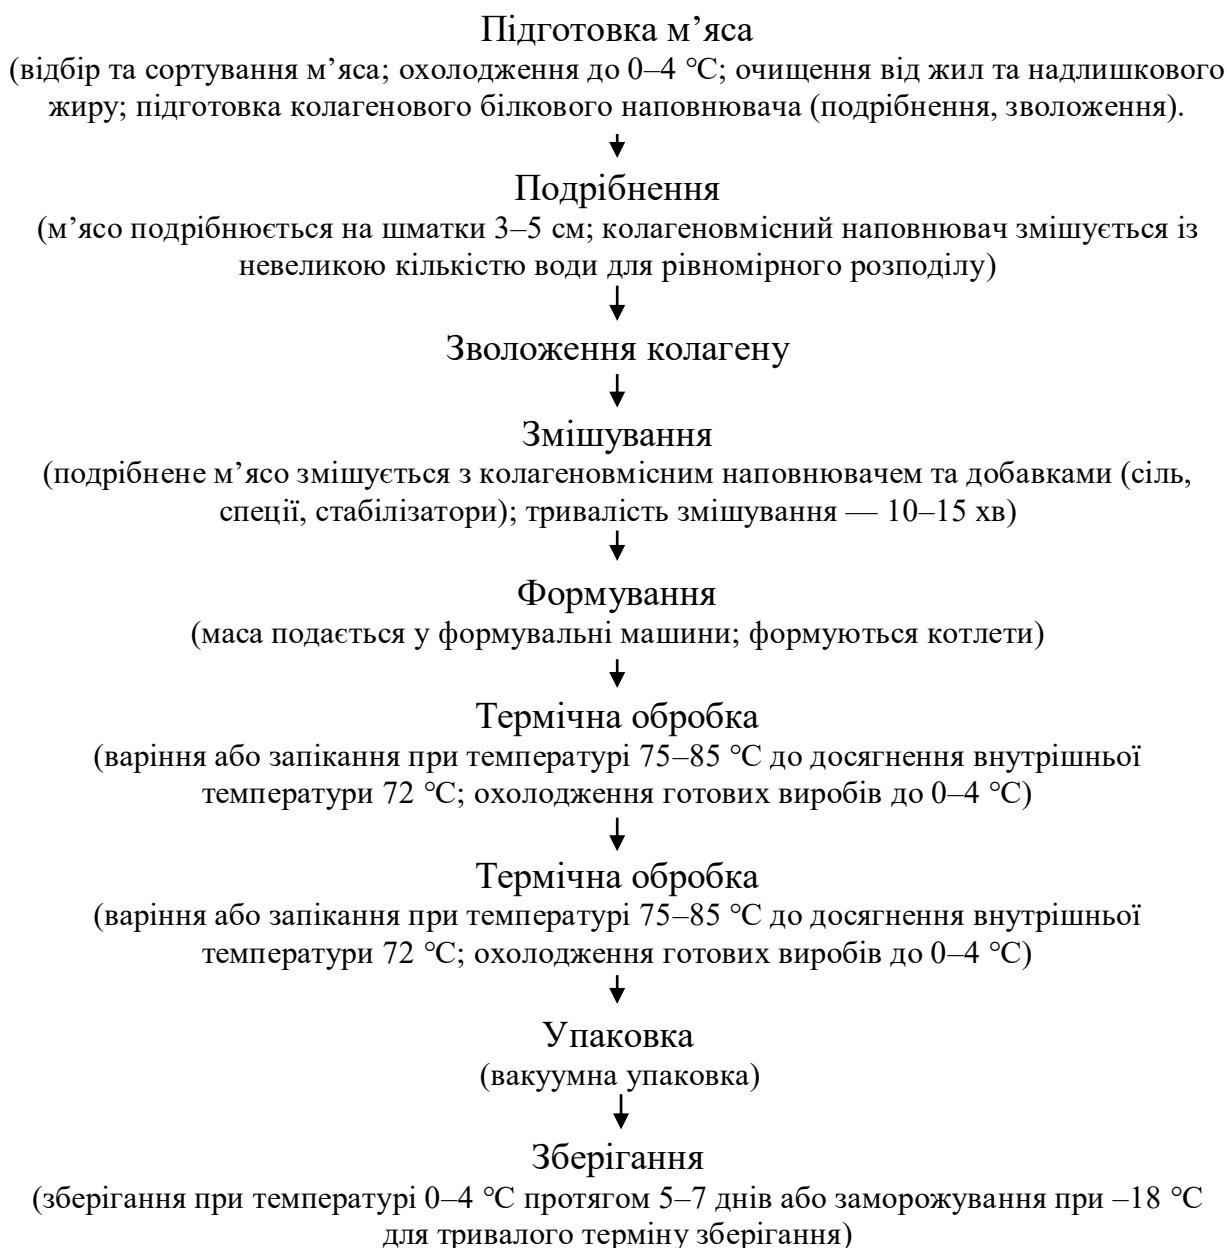 Підготовка м’яса
(відбір та сортування м’яса; охолодження до 0–4 °C; очищення від жил та надлишкового
жиру; підготовка колагенового білкового наповнювача (подрібнення, зволоження).
Подрібнення
(м’ясо подрібнюється на шматки 3–5 см; колагеновмісний наповнювач змішується із
невеликою кількістю води для рівномірного розподілу)
Зволоження колагену
Змішування
(подрібнене м’ясо змішується з колагеновмісним наповнювачем та добавками (сіль,
спеції, стабілізатори); тривалість змішування — 10–15 хв)
Формування
(маса подається у формувальні машини; формуються котлети)
Термічна обробка
(варіння або запікання при температурі 75–85 °C до досягнення внутрішньої
температури 72 °C; охолодження готових виробів до 0–4 °C)
Термічна обробка
(варіння або запікання при температурі 75–85 °C до досягнення внутрішньої
температури 72 °C; охолодження готових виробів до 0–4 °C)
Упаковка
(вакуумна упаковка)
Зберігання
(зберігання при температурі 0–4 °C протягом 5–7 днів або заморожування при –18 °C
для тривалого терміну зберігання)